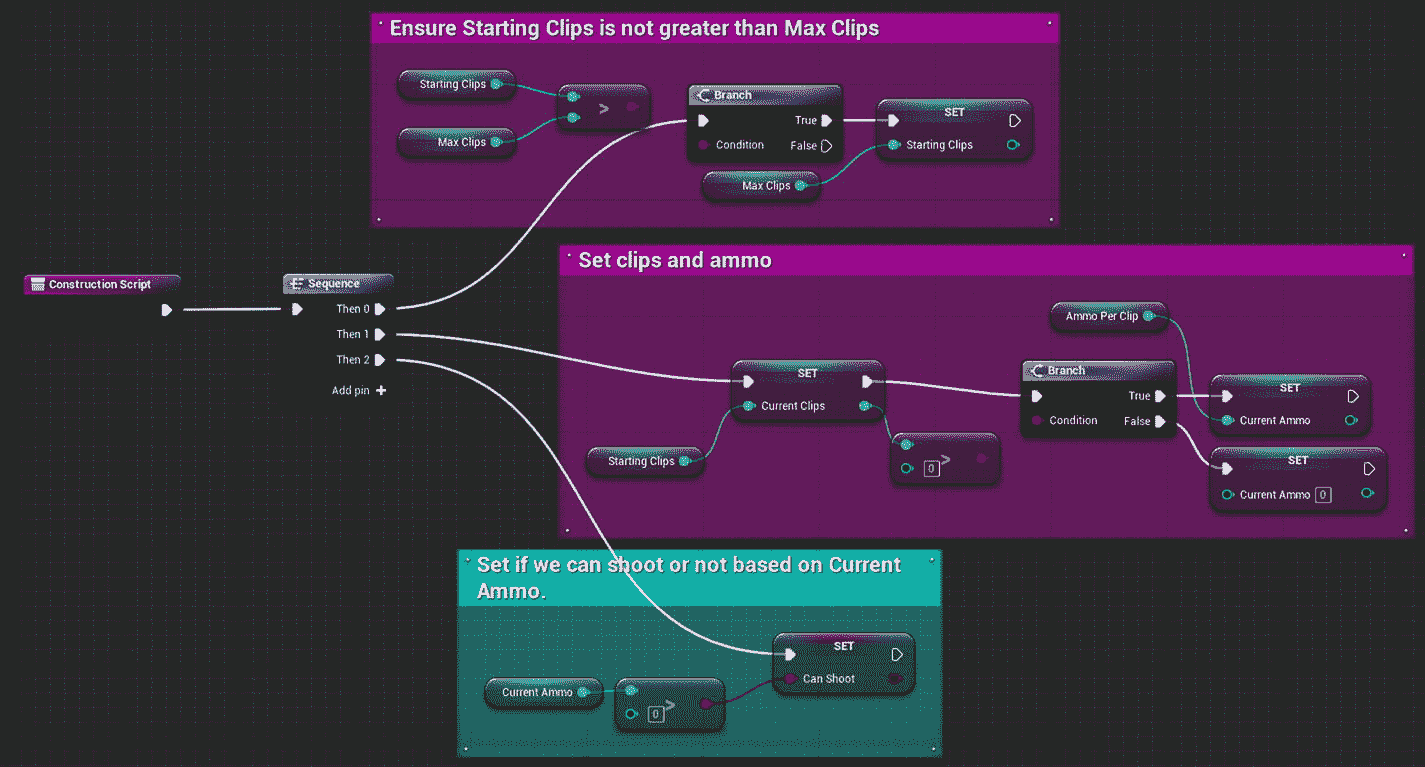 Ensure Starting Clips is not greater than Max Clips
Starting Clips
Max Clips
>
Branch
True
Condition
False
SET
Starting Clips
Max Clips
Construction Script
Sequence
Then 0
Then 1
Then 2
Add pin +
Set clips and ammo
Ammo Per Clip
SET
Current Clips
Starting Clips
0 >
Branch
True
Condition
False
SET
Current Ammo
SET
Current Ammo 0
Set if we can shoot or not based on Current
Ammo.
Current Ammo
0 >
SET
Can Shoot